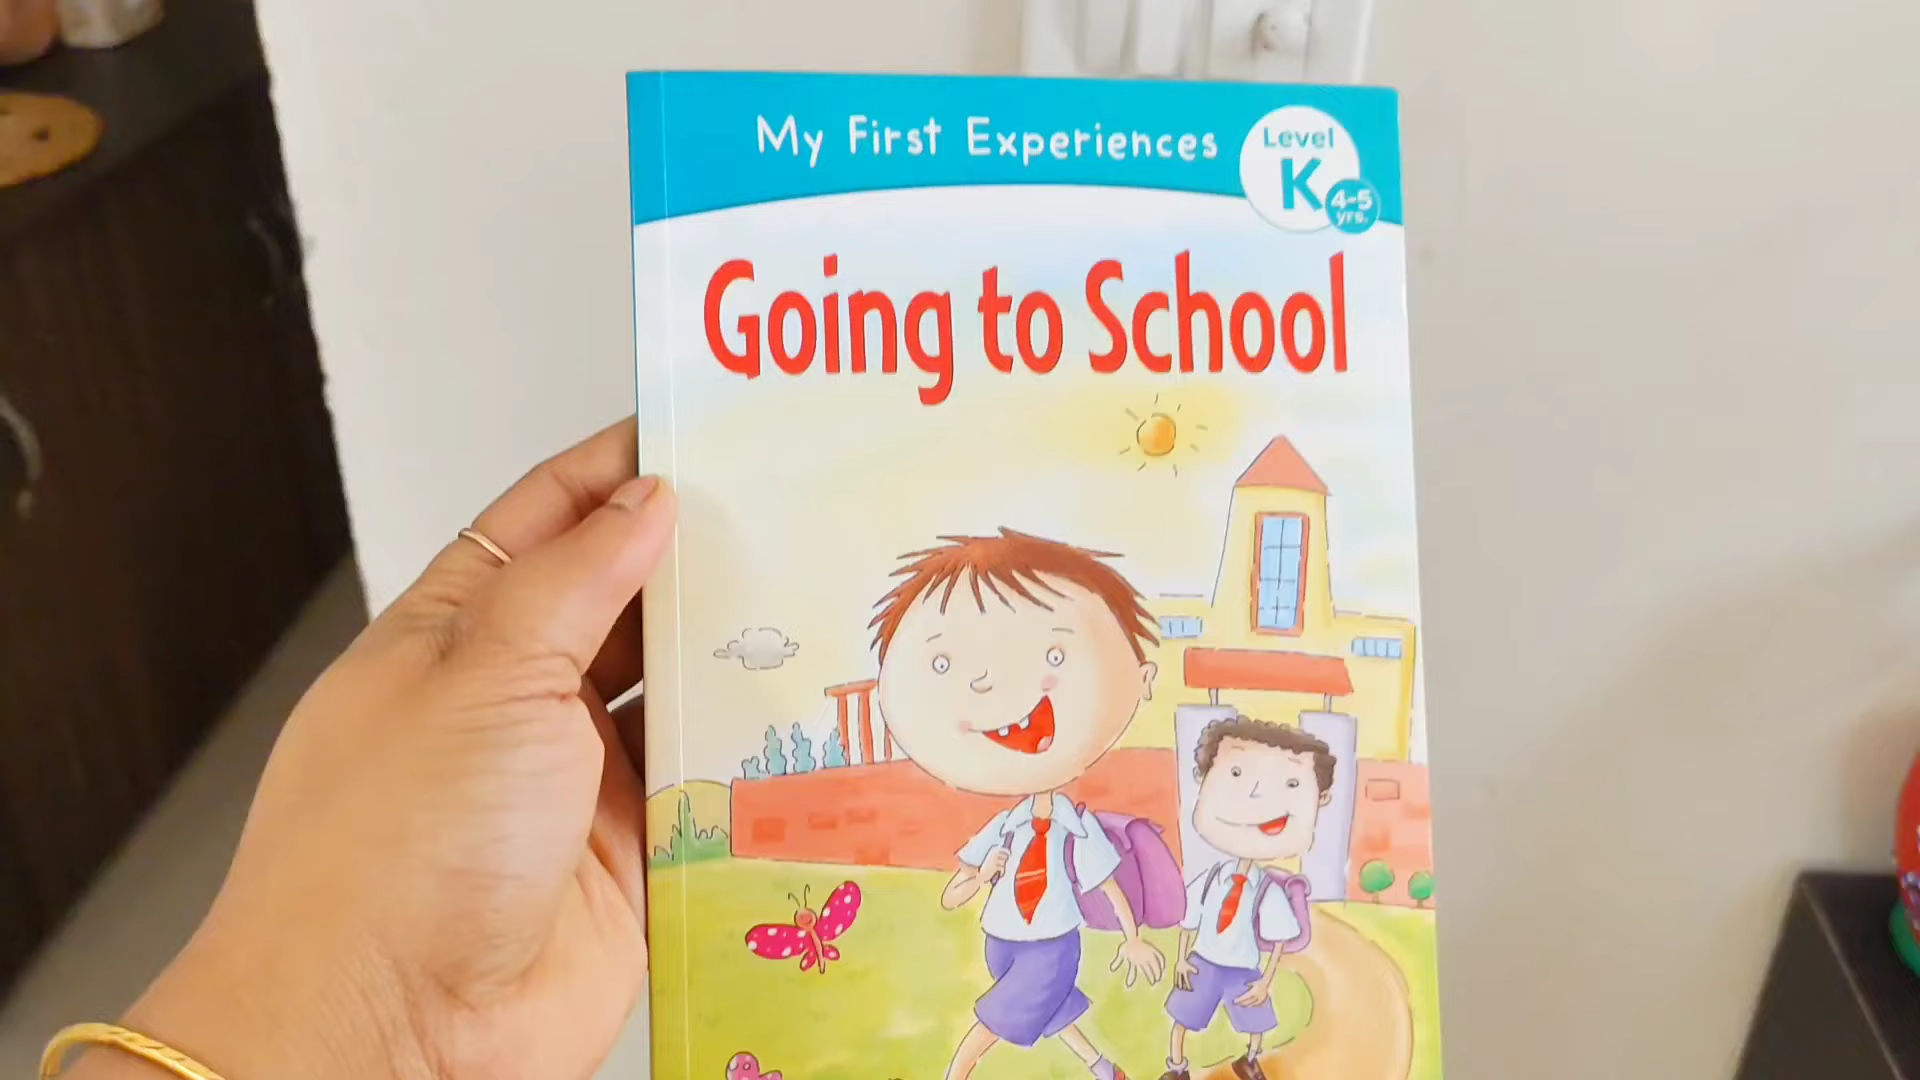 My First Experiences
Level
K
4-5
yrs.
Going to School